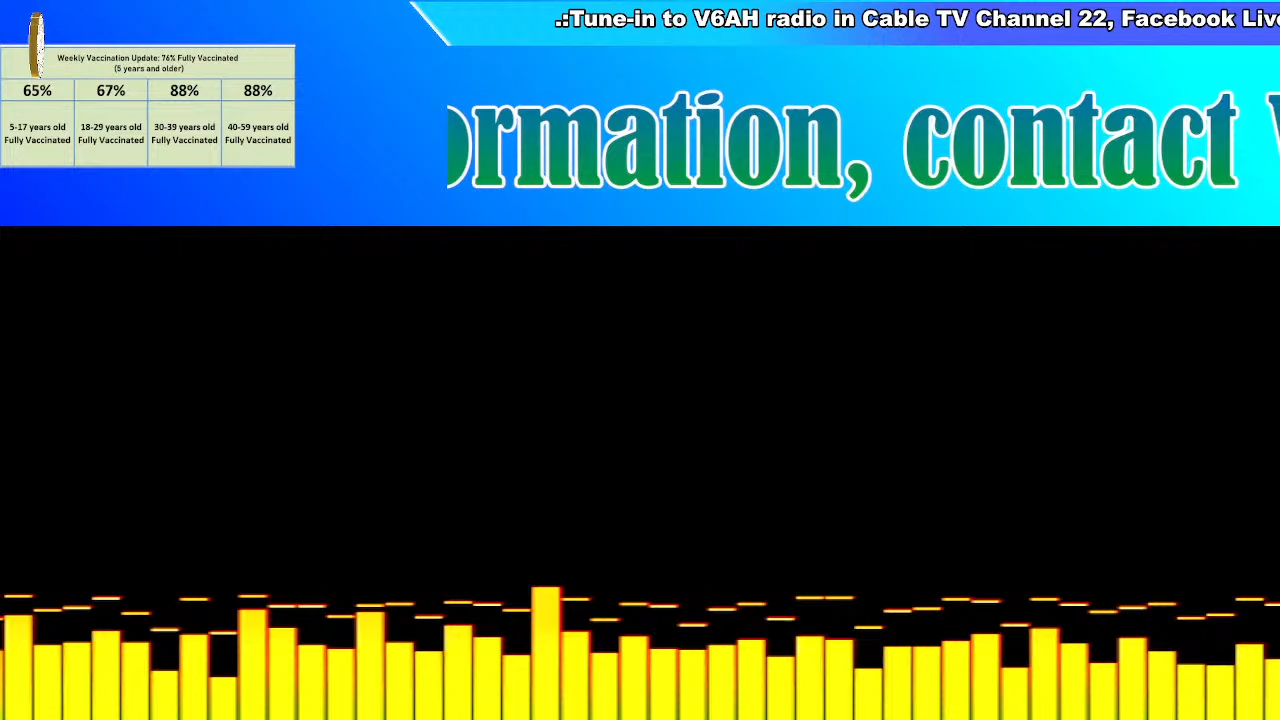 .:Tune-in to V6AH radio in Cable TV Channel 22, Facebook Live
Weekly Vaccination Update: 76% Fully Vaccinated
(5 years and older)
65% 67% 88% 88%
5-17 years old 18-29 years old 30-39 years old 40-59 years old
Fully Vaccinated Fully Vaccinated Fully Vaccinated Fully Vaccinated
ormation, contact